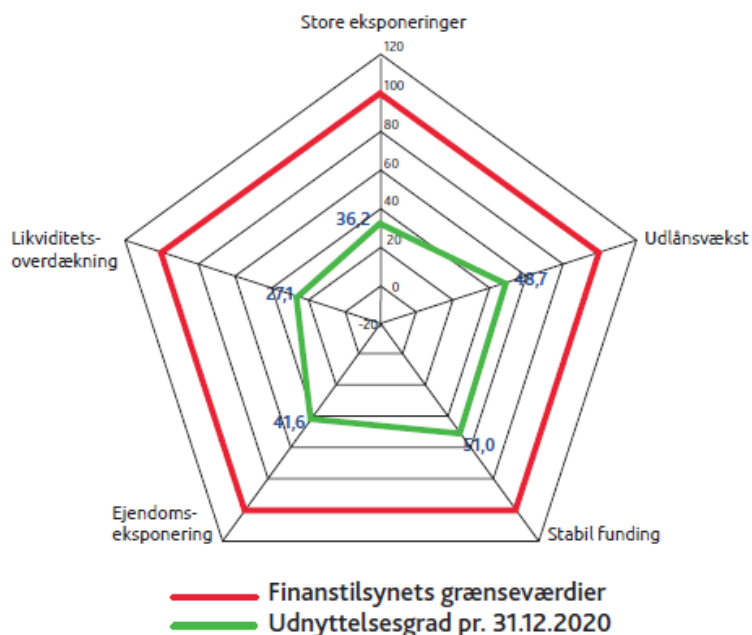 Store eksponeringer
120
100
80
60
40
36,2
20
Likviditets-
overdækning
Udlånsvækst
48,7
27,1
0
-20
41,6
51,0
Ejendoms-
eksponering
Stabil funding
Finanstilsynets grænseværdier
Udnyttelsesgrad pr. 31.12.2020